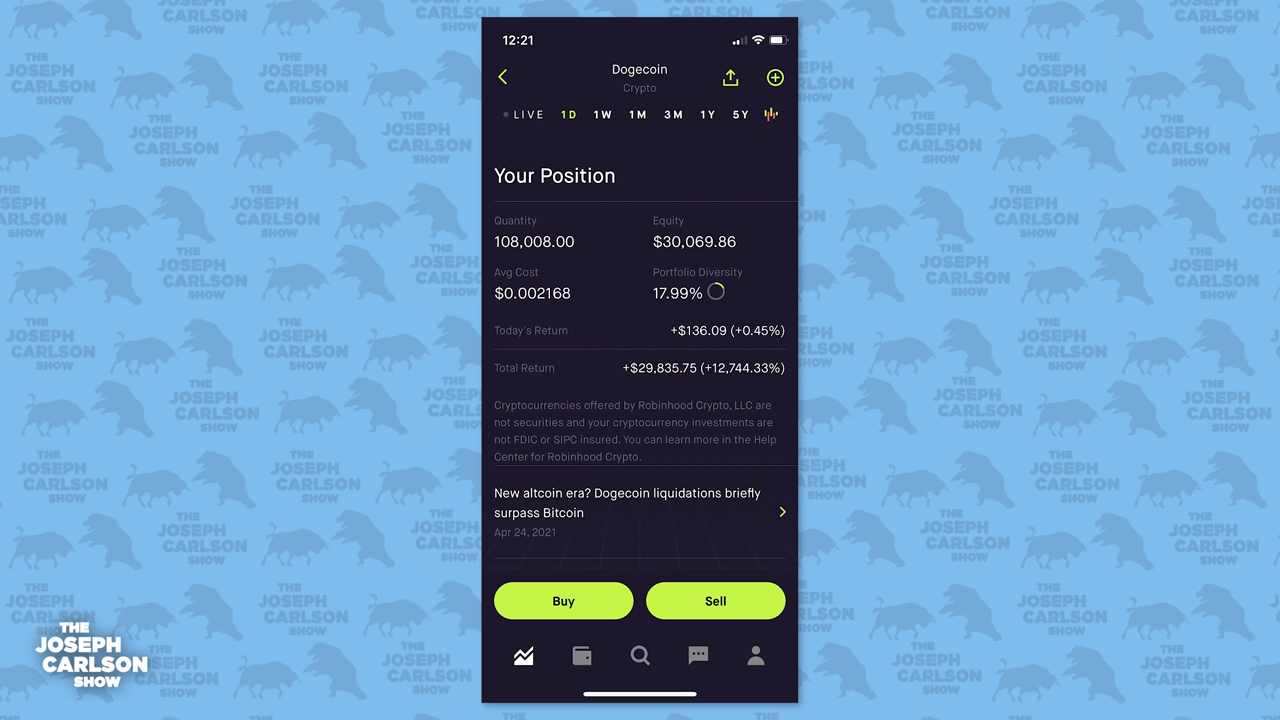 12:21
Dogecoin
Crypto
LIVE 1D 1W 1M 3M 1Y 5Y
Your Position
Quantity Equity
108,008.00 $30,069.86
Avg Cost Portfolio Diversity
$0.002168 17.99%
Today's Return +$136.09 (+0.45%)
Total Return +$29,835.75 (+12,744.33%)
Cryptocurrencies offered by Robinhood Crypto, LLC are
not securities and your cryptocurrency investments are
not FDIC or SIPC insured. You can learn more in the Help
Center for Robinhood Crypto.
New altcoin era? Dogecoin liquidations briefly
surpass Bitcoin
Apr 24, 2021
Buy Sell
THE
JOSEPH
CARLSON
SHOW